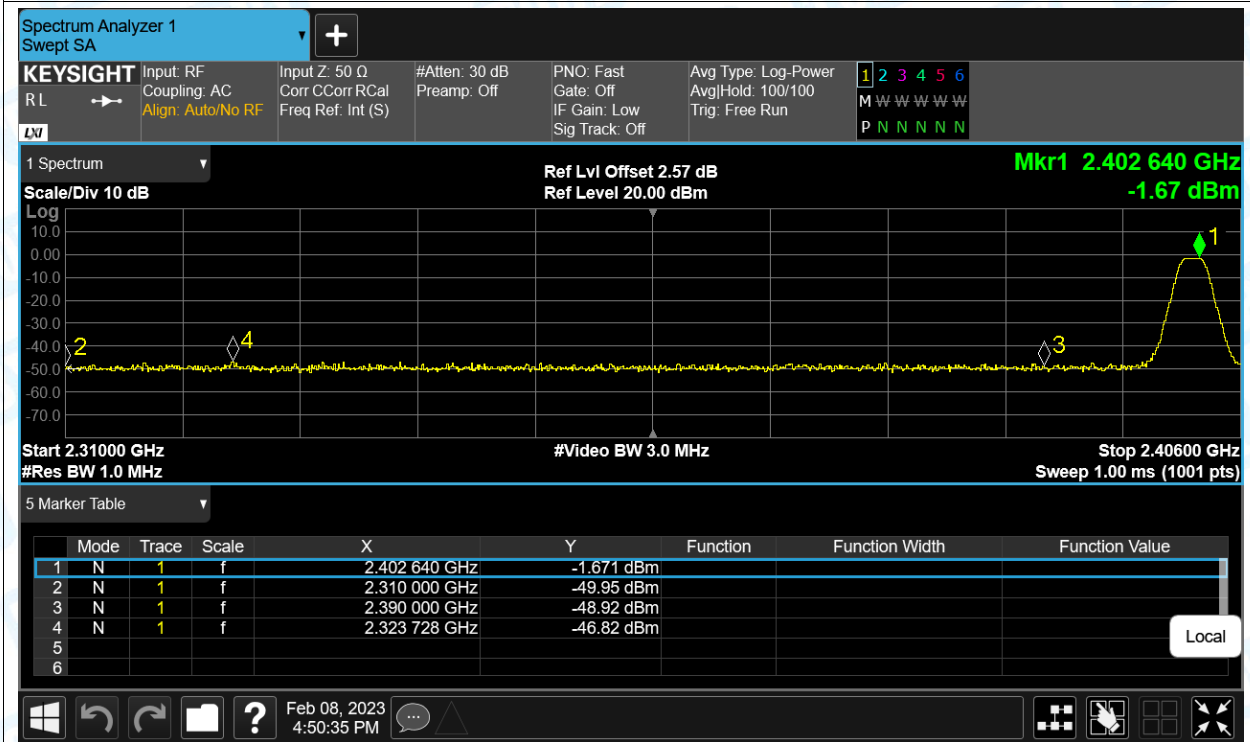 Spectrum Analyzer 1
Swept SA
+
KEYSIGHT
R L
LXI
Input: RF
Coupling: AC
Align: Auto/No RF
Input Z: 50 Ω
Corr CCorr RCal
Freq Ref: Int (S)
#Atten: 30 dB
Preamp: Off
PNO: Fast
Gate: Off
IF Gain: Low
Sig Track: Off
Avg Type: Log-Power
Avg|Hold: 100/100
Trig: Free Run
1 2 3 4 5 6
M W W W W W
P N N N N N
1 Spectrum
Scale/Div 10 dB
Ref Lvl Offset 2.57 dB
Ref Level 20.00 dBm
Mkr1 2.402 640 GHz
-1.67 dBm
Log
10.0
0.00
-10.0
-20.0
-30.0
-40.0
-50.0
-60.0
-70.0
1
2
4
3
Start 2.31000 GHz
#Res BW 1.0 MHz
#Video BW 3.0 MHz
Stop 2.40600 GHz
Sweep 1.00 ms (1001 pts)
5 Marker Table
Mode Trace Scale X Y Function Function Width Function Value
1 N 1 f 2.402 640 GHz -1.671 dBm
2 N 1 f 2.310 000 GHz -49.95 dBm
3 N 1 f 2.390 000 GHz -48.92 dBm
4 N 1 f 2.323 728 GHz -46.82 dBm
5
6
Local
?
Feb 08, 2023
4:50:35 PM